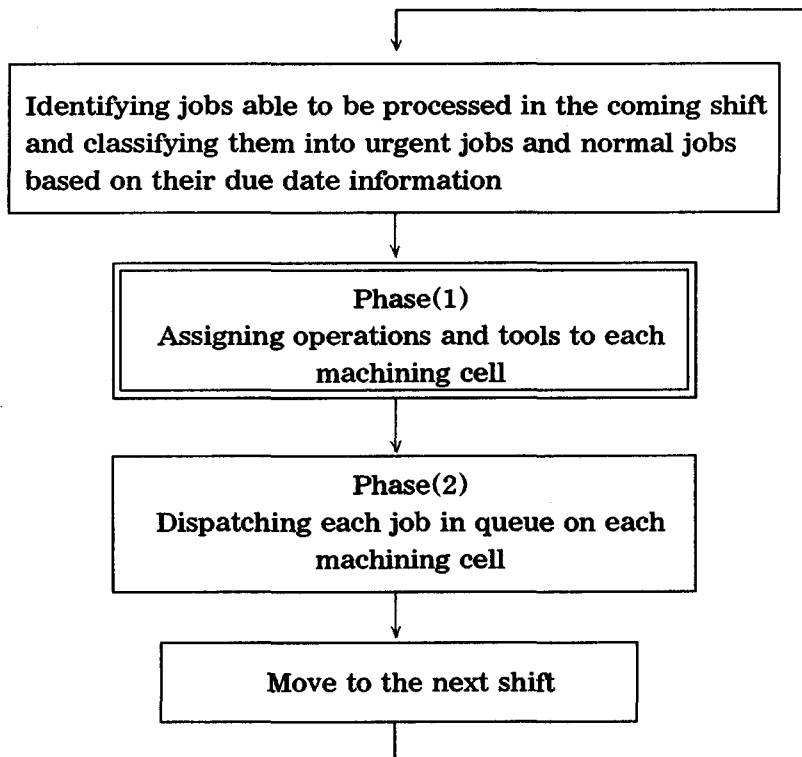 Identifying jobs able to be processed in the coming shift
and classifying them into urgent jobs and normal jobs
based on their due date information
Phase(1)
Assigning operations and tools to each
machining cell
Phase(2)
Dispatching each job in queue on each
machining cell
Move to the next shift